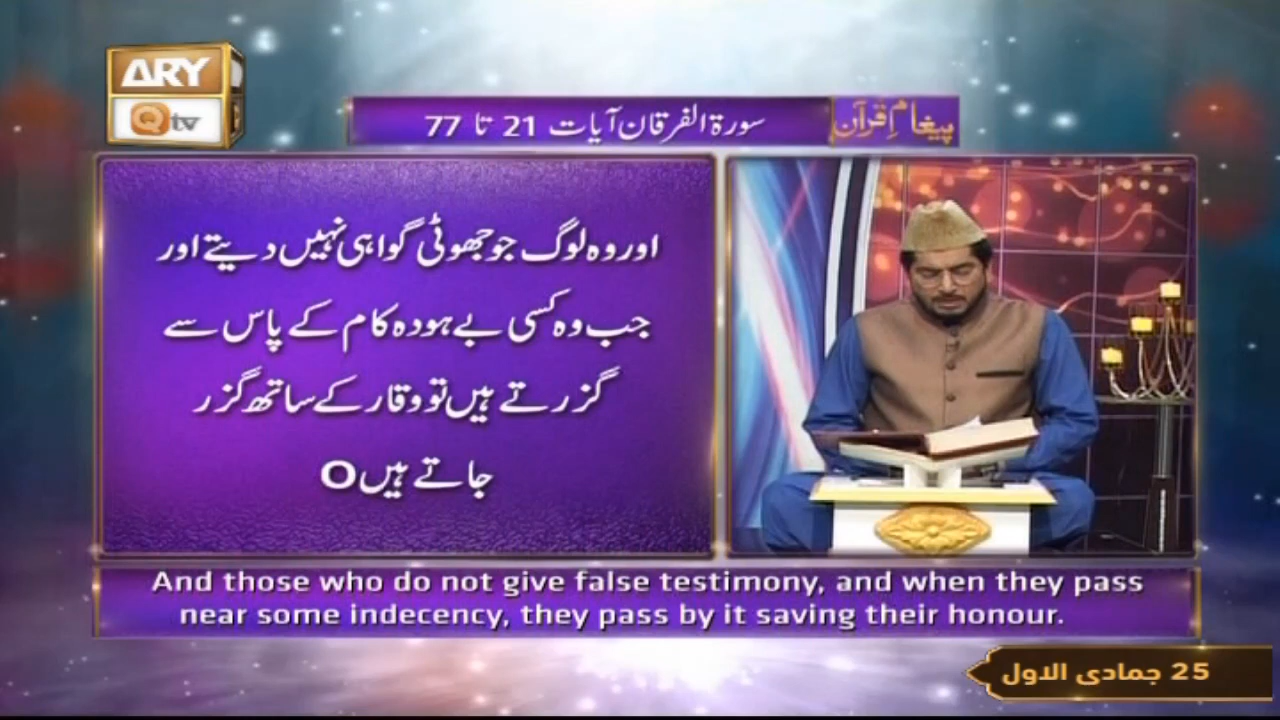 ARY
Qtv
پیغامِ قرآن
سورۃ الفرقان آیات 21 تا 77
اور وہ لوگ جو جھوٹی گواہی نہیں دیتے اور
جب وہ کسی بے ہودہ کام کے پاس سے
گزرتے ہیں تو وقار کے ساتھ گزر
جاتے ہیںO
And those who do not give false testimony, and when they pass
near some indecency, they pass by it saving their honour.
25 جمادی الاول